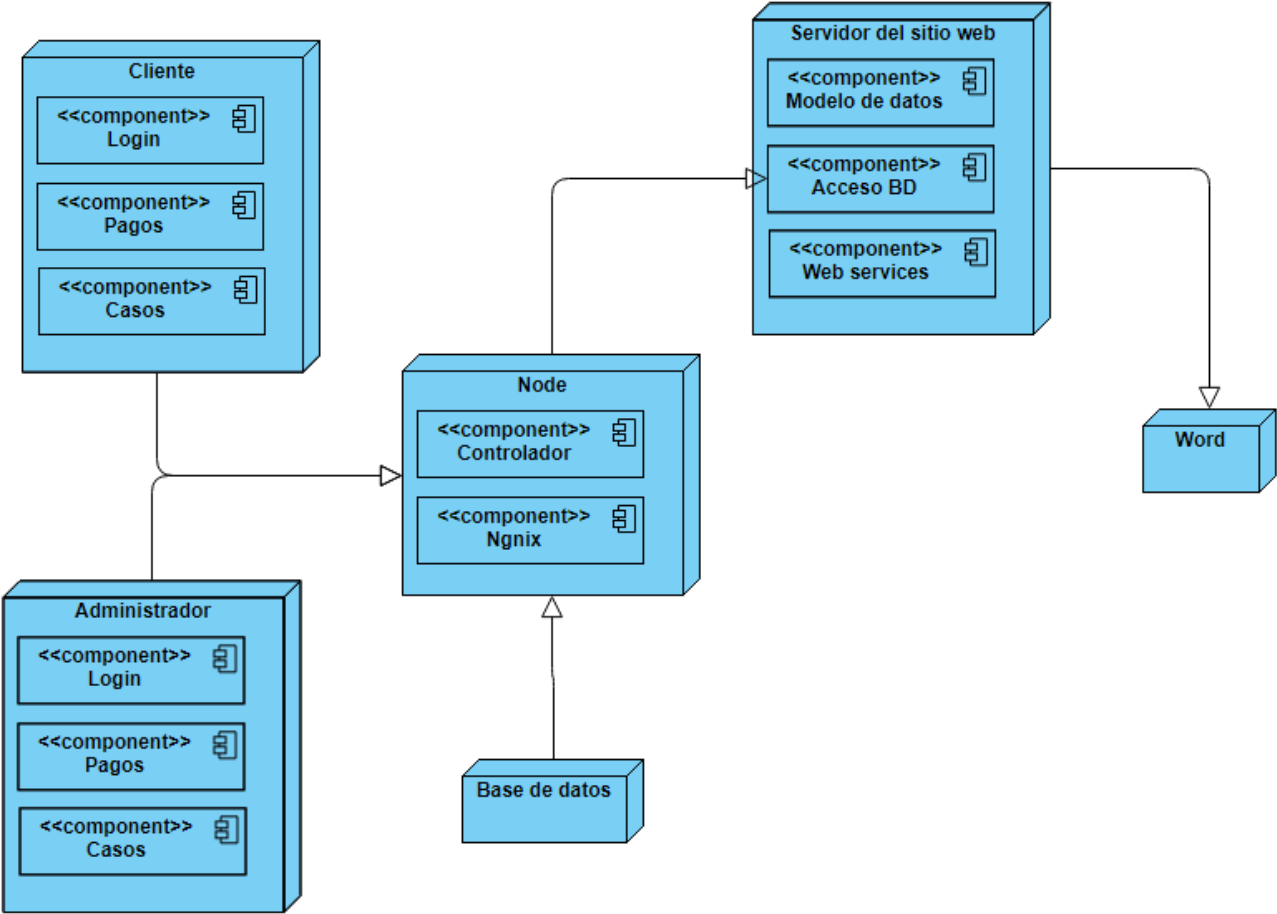 Cliente
<<component>>
Login
<<component>>
Pagos
<<component>>
Casos
Servidor del sitio web
<<component>>
Modelo de datos
<<component>>
Acceso BD
<<component>>
Web services
Node
<<component>>
Controlador
<<component>>
Ngnix
Word
Administrador
<<component>>
Login
<<component>>
Pagos
<<component>>
Casos
Base de datos